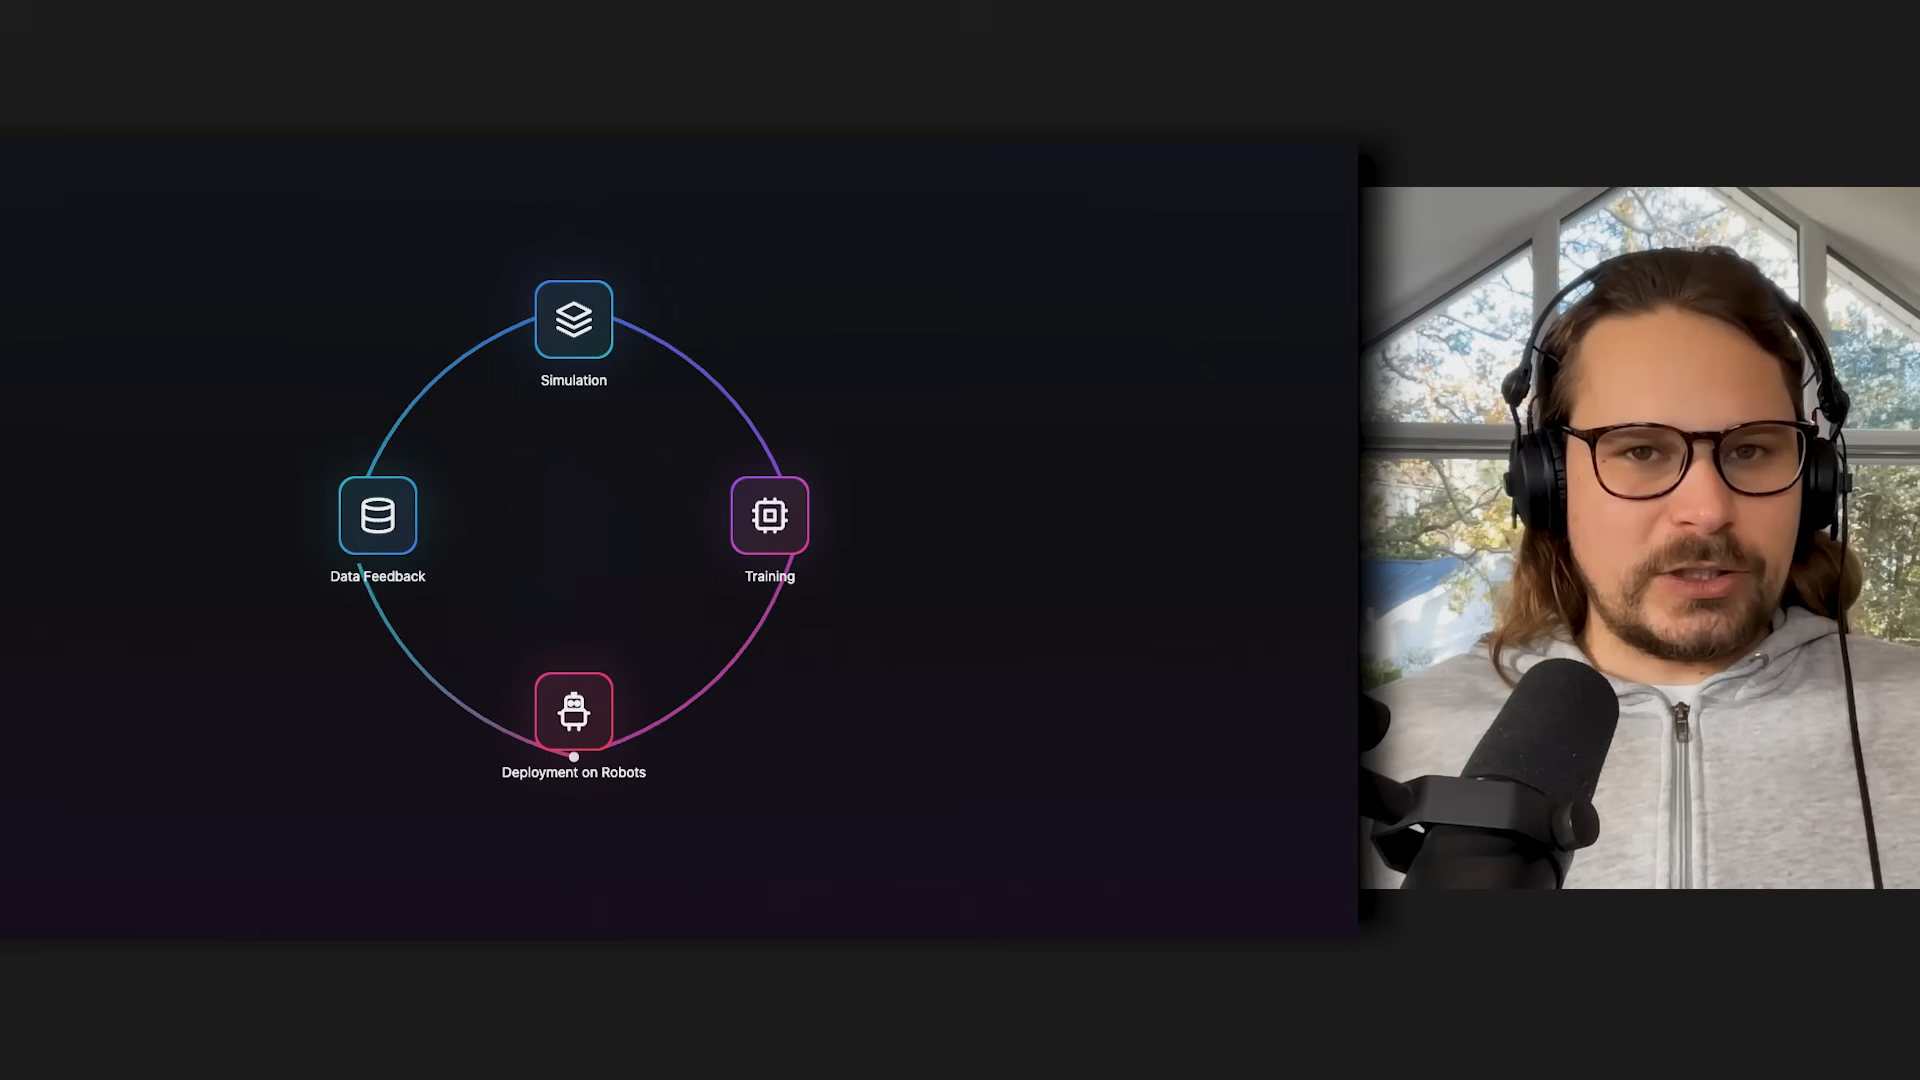 Simulation
Data Feedback
Training
Deployment on Robots